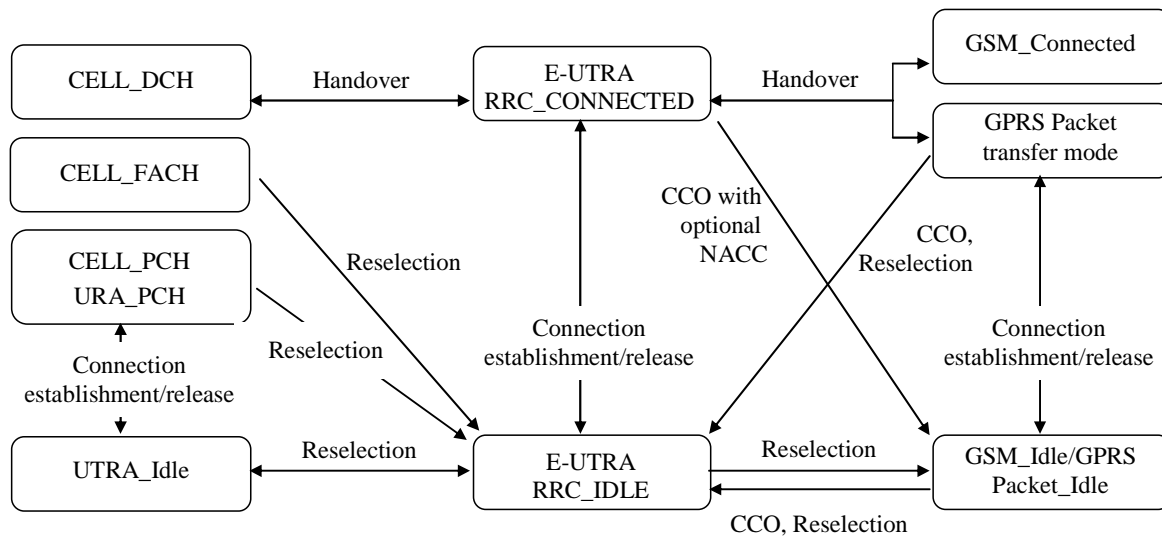 CELL_DCH
Handover
E-UTRA
RRC_CONNECTED
Handover
GSM_Connected
GPRS Packet
transfer mode
CELL_FACH
CCO with
optional
NACC
CCO,
Reselection
CELL_PCH
URA_PCH
Reselection
Reselection
Connection
establishment/release
Connection
establishment/release
Connection
establishment/release
UTRA_Idle
Reselection
E-UTRA
RRC_IDLE
Reselection
CCO, Reselection
GSM_Idle/GPRS
Packet_Idle